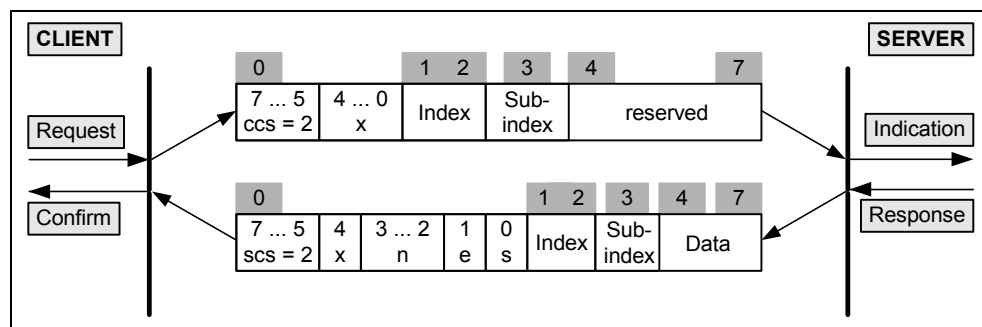 CLIENT
SERVER
0 1 2 3 4 7
7 ... 5 4 ... 0 Index Sub- reserved
ccs = 2 x index
Request
Indication
Confirm
Response
0 1 2 3 4 7
7 ... 5 4 3 ... 2 1 0 Index Sub- Data
scs = 2 x n e s index